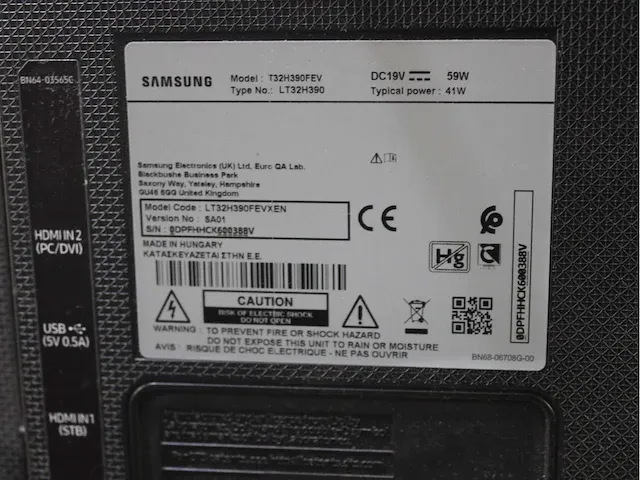 BN64-03565C
SAMSUNG
Model : T32H390FEV
Type No.: LT32H390
DC19V 59W
Typical power : 41W
Samsung Electronics (UK) Ltd, Euro QA Lab.
Blackbushe Business Park
Saxony Way, Yateley, Hampshire
GU46 6GG United Kingdom
Model Code : LT32H390FEVXEN
Version No : SA01
S/N : 0DPFHHCK600388V
MADE IN HUNGARY
ΚΑΤΑΣΚΕΥΑΖΕΤΑΙ ΣΤΗΝ Ε.Ε.
CE
Hg
0DPFHHCK600388V
CAUTION
RISK OF ELECTRIC SHOCK
DO NOT OPEN
WARNING : TO PREVENT FIRE OR SHOCK HAZARD
DO NOT EXPOSE THIS UNIT TO RAIN OR MOISTURE
AVIS : RISQUE DE CHOC ELECTRIQUE - NE PAS OUVRIR
BN68-06708G-00
HDMI IN 2
(PC/DVI)
USB
(5V 0.5A)
HDMI IN 1
(STB)